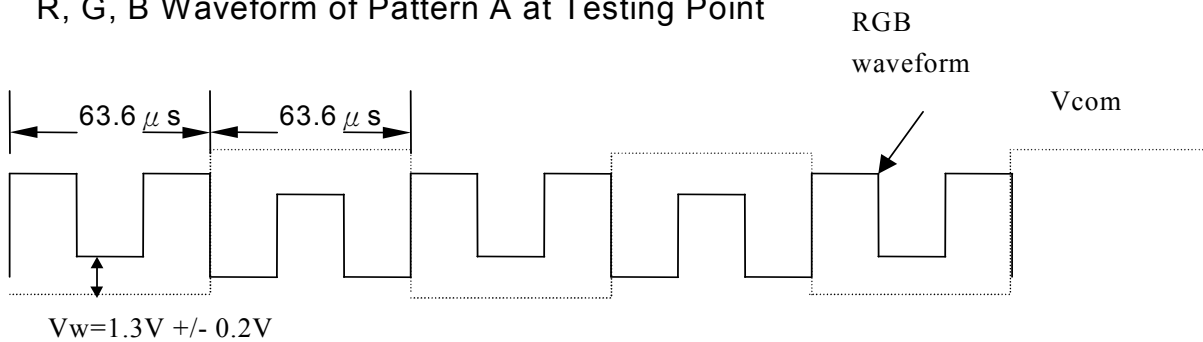 R, G, B Waveform of Pattern A at Testing Point
RGB
waveform
Vcom
63.6 μ s
63.6 μ s
Vw=1.3V +/- 0.2V